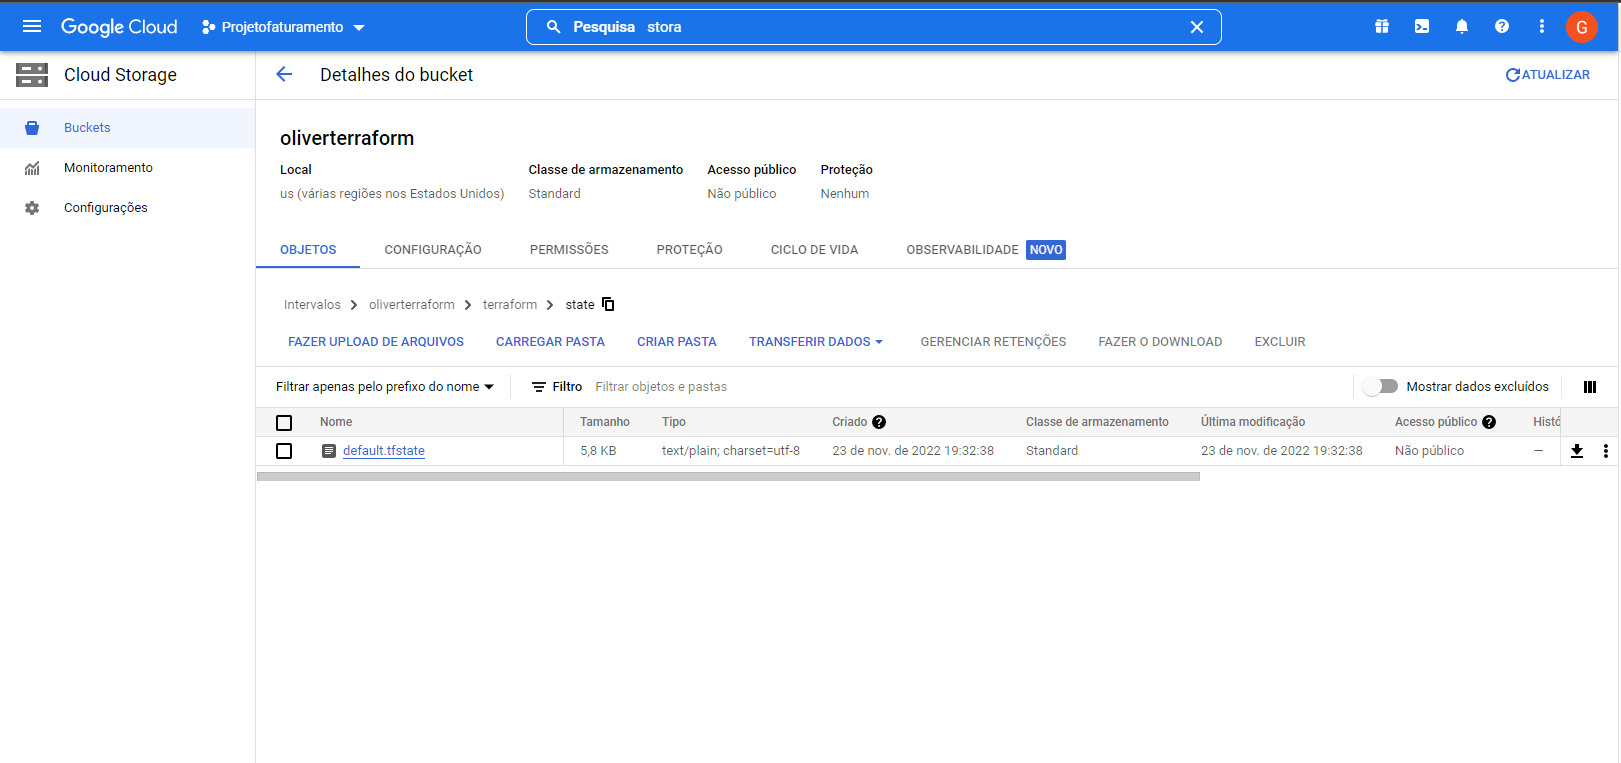 Google Cloud Projetofaturamento Pesquisa stora G
Cloud Storage
Detalhes do bucket ATUALIZAR
Buckets
Monitoramento
Configurações
oliverterraform
Local Classe de armazenamento Acesso público Proteção
us (várias regiões nos Estados Unidos) Standard Não público Nenhum
OBJETOS CONFIGURAÇÃO PERMISSÕES PROTEÇÃO CICLO DE VIDA OBSERVABILIDADE NOVO
Intervalos oliverterraform terraform state
FAZER UPLOAD DE ARQUIVOS CARREGAR PASTA CRIAR PASTA TRANSFERIR DADOS GERENCIAR RETENÇÕES FAZER O DOWNLOAD EXCLUIR
Filtrar apenas pelo prefixo do nome Filtro Filtrar objetos e pastas Mostrar dados excluídos
Nome Tamanho Tipo Criado Classe de armazenamento Última modificação Acesso público Histó
default.tfstate 5,8 KB text/plain; charset=utf-8 23 de nov. de 2022 19:32:38 Standard 23 de nov. de 2022 19:32:38 Não público —